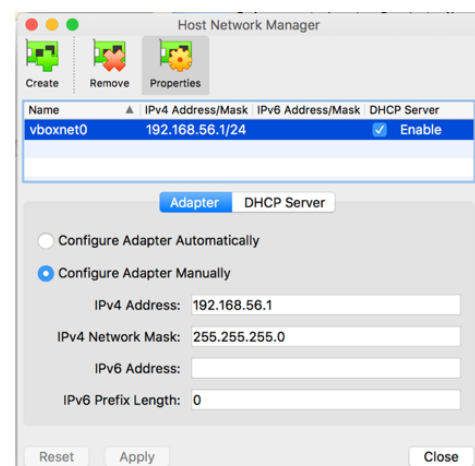 Host Network Manager
Create Remove Properties
Name IPv4 Address/Mask IPv6 Address/Mask DHCP Server
vboxnet0 192.168.56.1/24 Enable
Adapter DHCP Server
Configure Adapter Automatically
Configure Adapter Manually
IPv4 Address: 192.168.56.1
IPv4 Network Mask: 255.255.255.0
IPv6 Address:
IPv6 Prefix Length: 0
Reset Apply Close